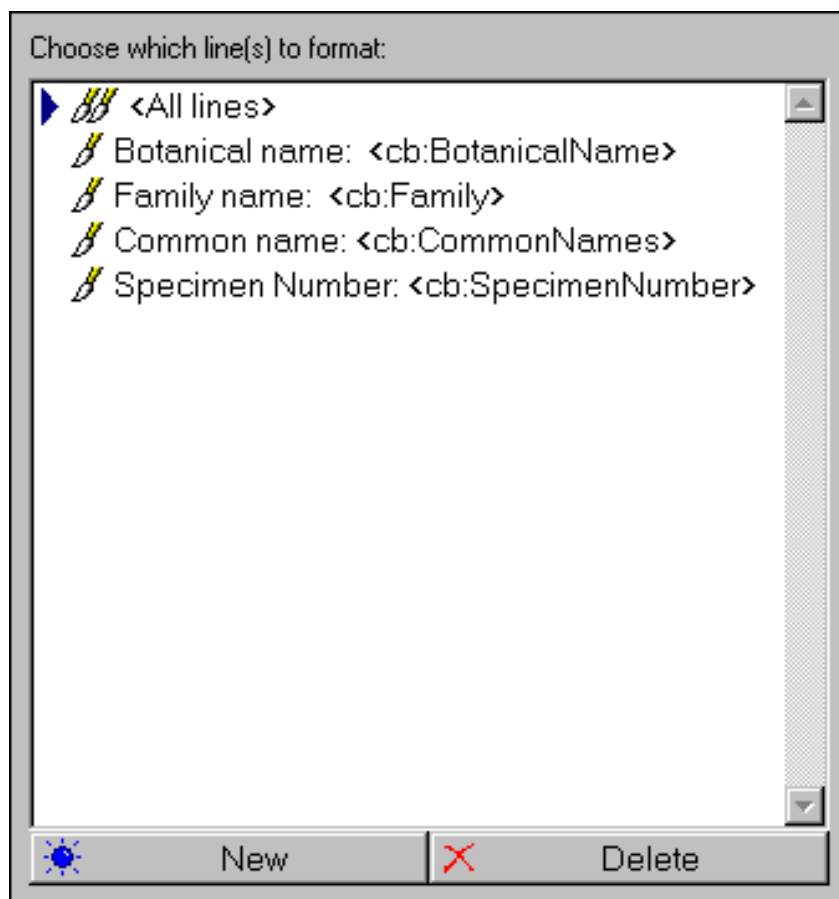 Choose which line(s) to format:
<All lines>
Botanical name: <cb:BotanicalName>
Family name: <cb:Family>
Common name: <cb:CommonNames>
Specimen Number: <cb:SpecimenNumber>
New
Delete